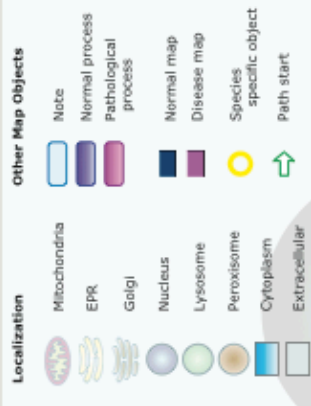 Localization
Mitochondria
EPR
Golgi
Nucleus
Lysosome
Peroxisome
Cytoplasm
Extracellular
Other Map Objects
Note
Normal process
Pathological
process
Normal map
Disease map
Species
specific object
Path start